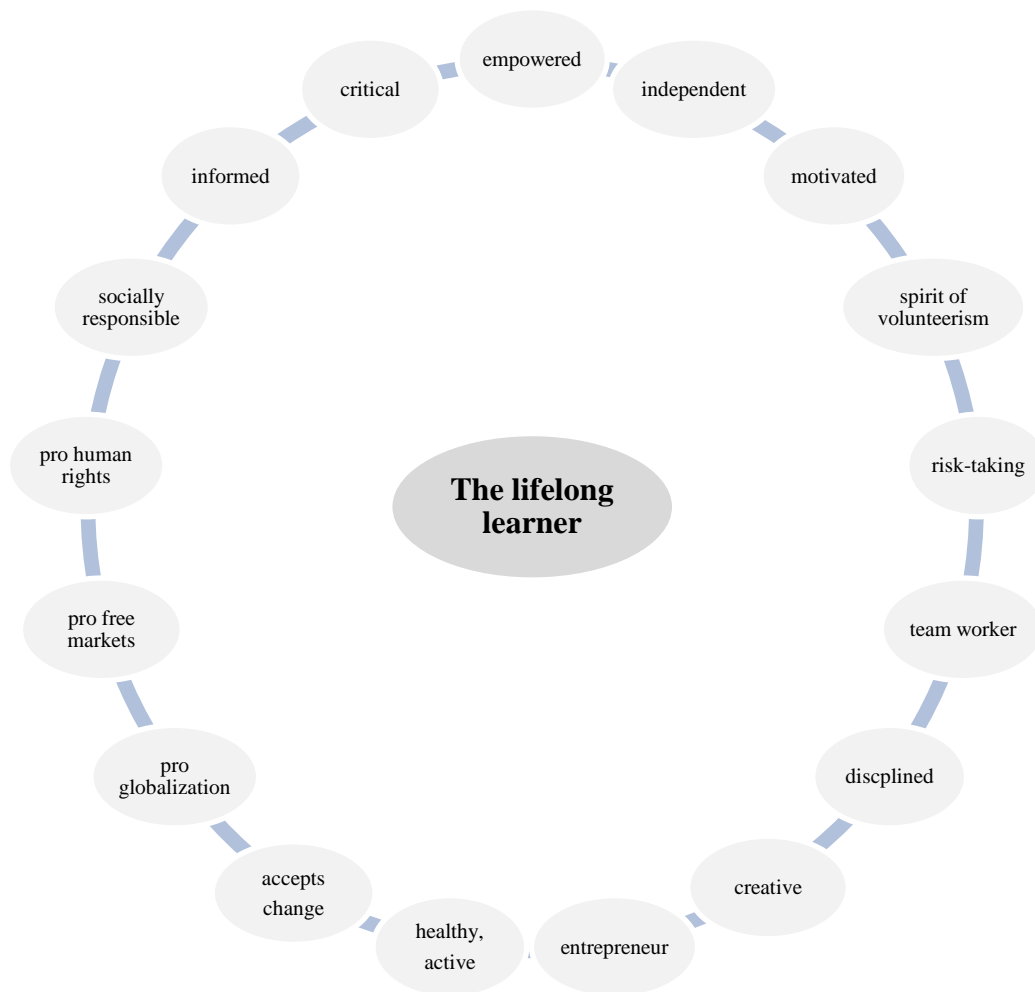 empowered
independent
motivated
spirit of
volunteerism
risk-taking
team worker
discplined
creative
entrepreneur
healthy,
active
accepts
change
pro
globalization
pro free
markets
pro human
rights
socially
responsible
informed
critical
The lifelong
learner